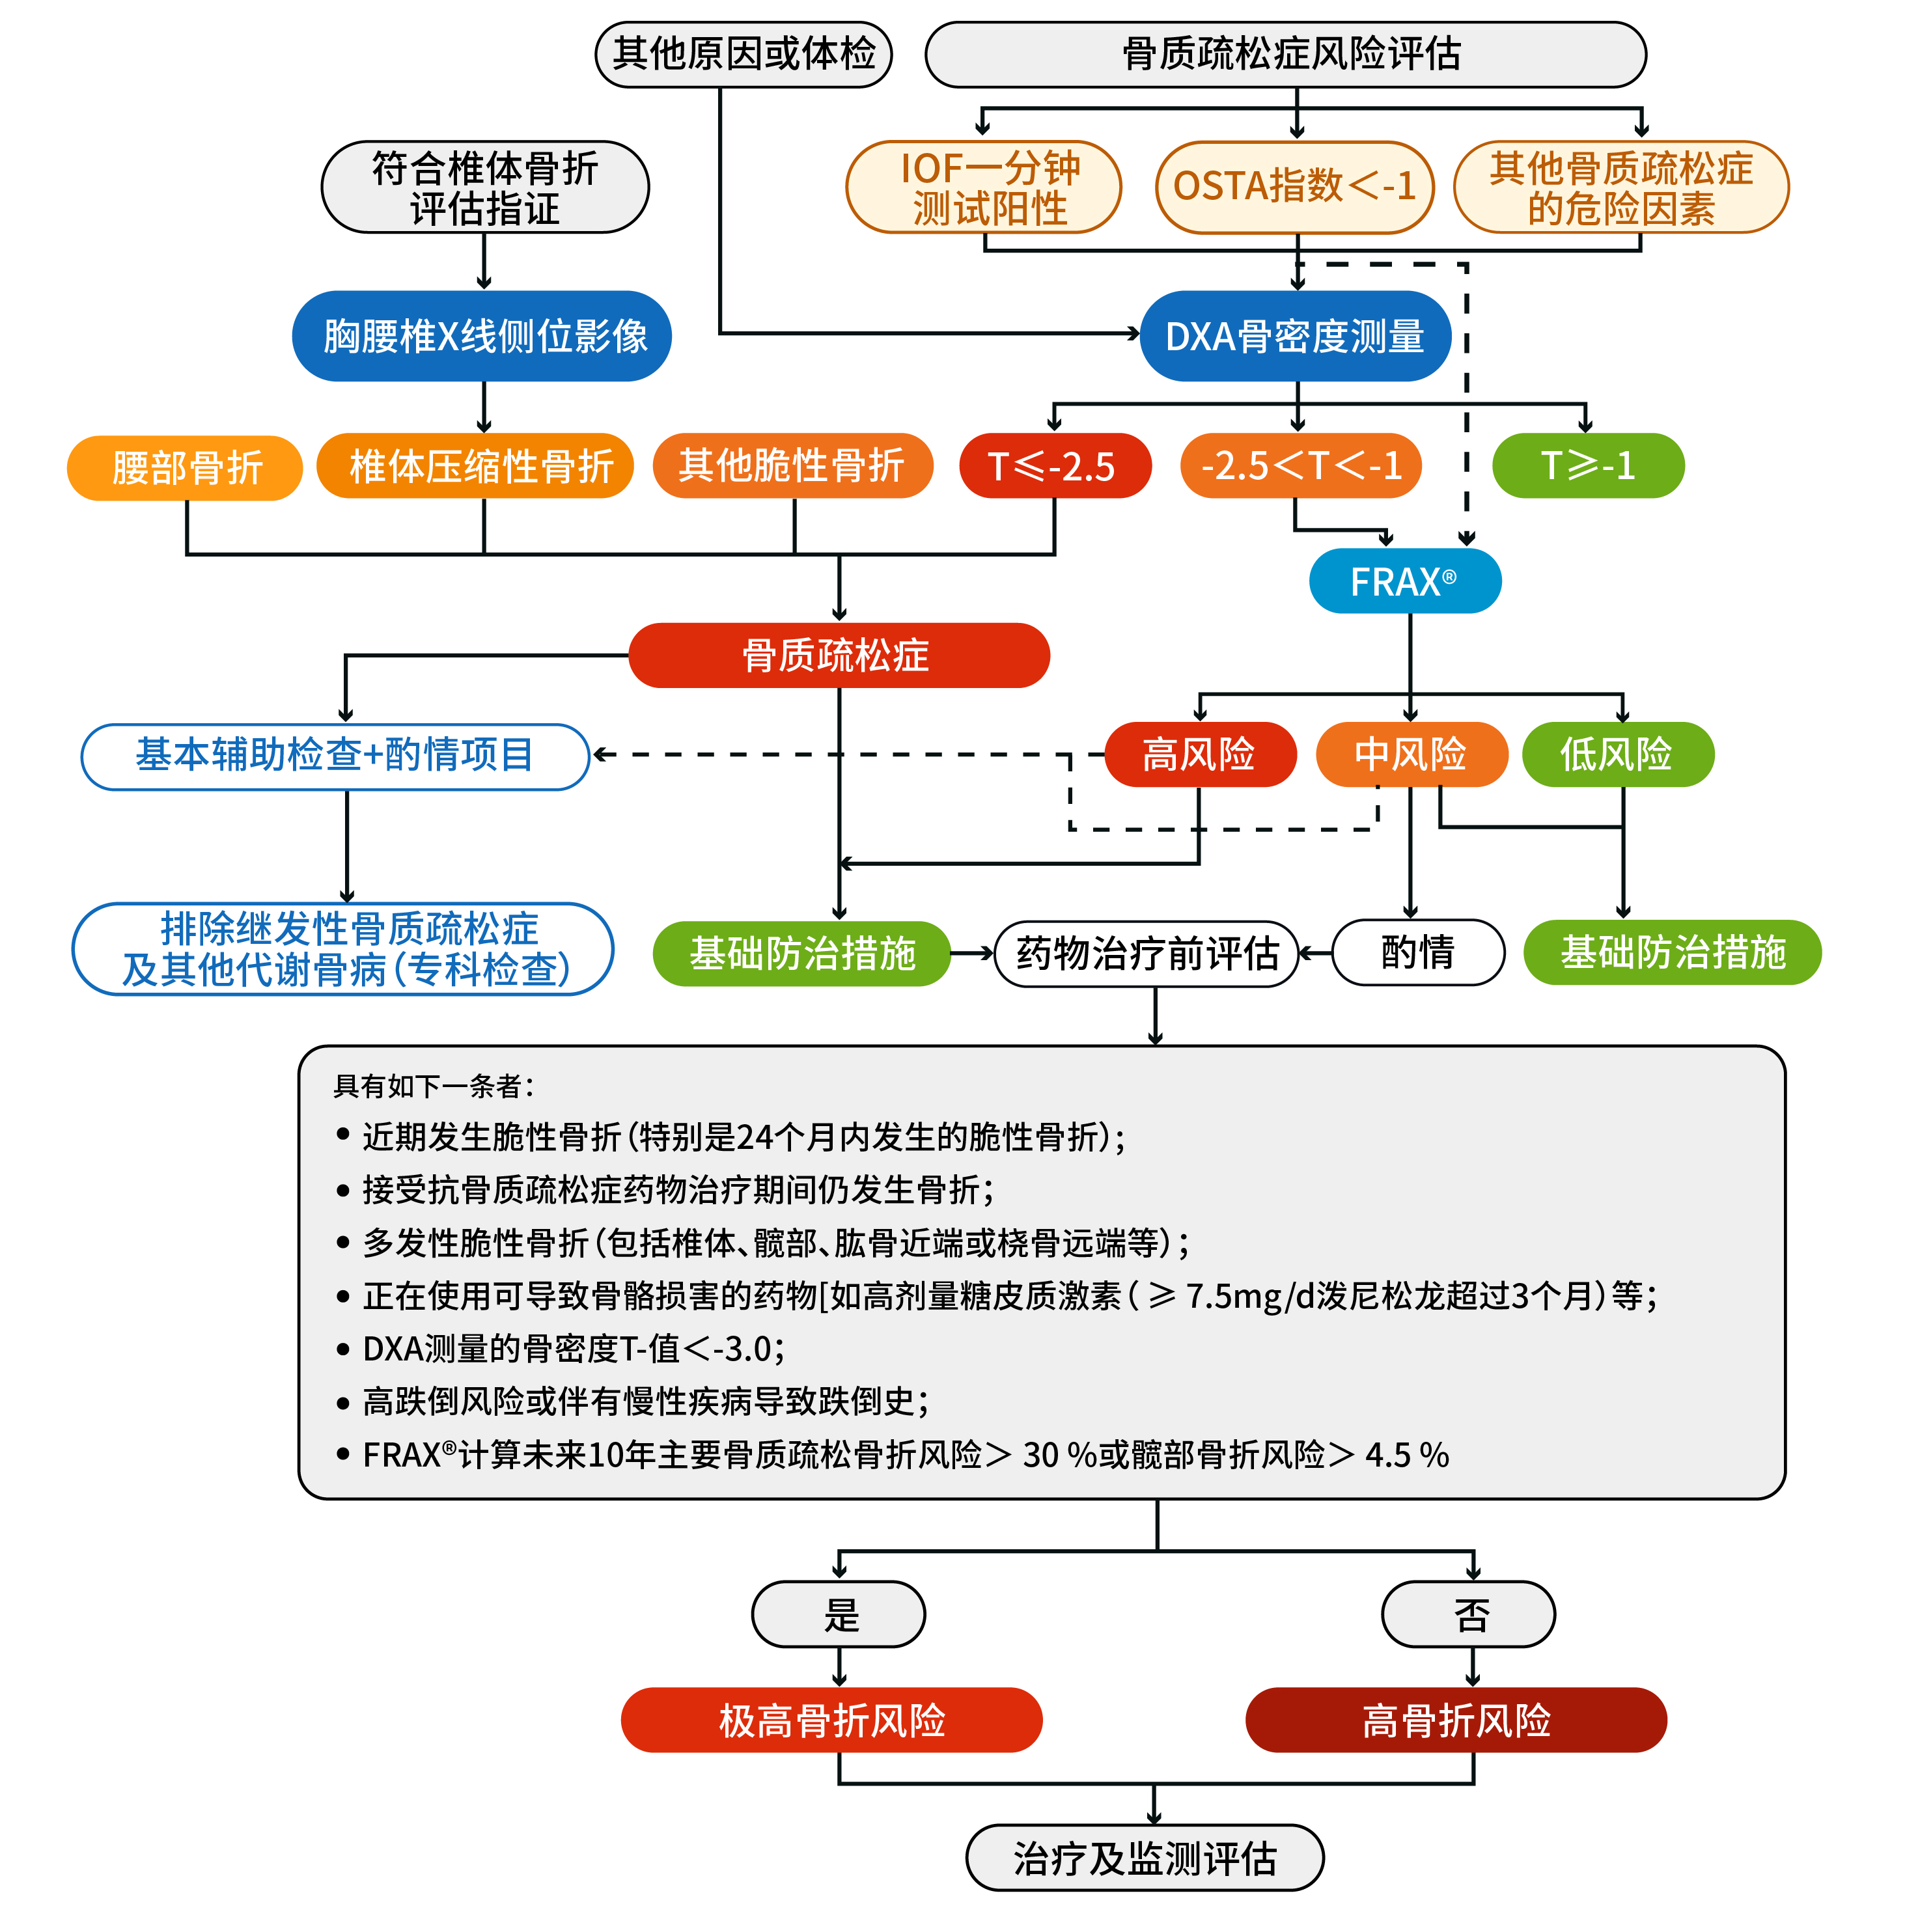 其他原因或体检
骨质疏松症风险评估
符合椎体骨折
评估指证
IOF一分钟
测试阳性
OSTA指数＜-1
其他骨质疏松症
的危险因素
胸腰椎X线侧位影像
DXA骨密度测量
腰部骨折
椎体压缩性骨折
其他脆性骨折
T≤-2.5
-2.5＜T＜-1
T≥-1
FRAX®
骨质疏松症
基本辅助检查+酌情项目
高风险
中风险
低风险
排除继发性骨质疏松症
及其他代谢骨病（专科检查）
基础防治措施
药物治疗前评估
酌情
基础防治措施
具有如下一条者：
● 近期发生脆性骨折（特别是24个月内发生的脆性骨折）；
● 接受抗骨质疏松症药物治疗期间仍发生骨折；
● 多发性脆性骨折（包括椎体、髋部、肱骨近端或桡骨远端等）；
● 正在使用可导致骨骼损害的药物[如高剂量糖皮质激素（ ≥ 7.5mg/d泼尼松龙超过3个月）等；
● DXA测量的骨密度T-值＜-3.0；
● 高跌倒风险或伴有慢性疾病导致跌倒史；
● FRAX®计算未来10年主要骨质疏松骨折风险＞ 30 %或髋部骨折风险＞ 4.5 %
是
否
极高骨折风险
高骨折风险
治疗及监测评估